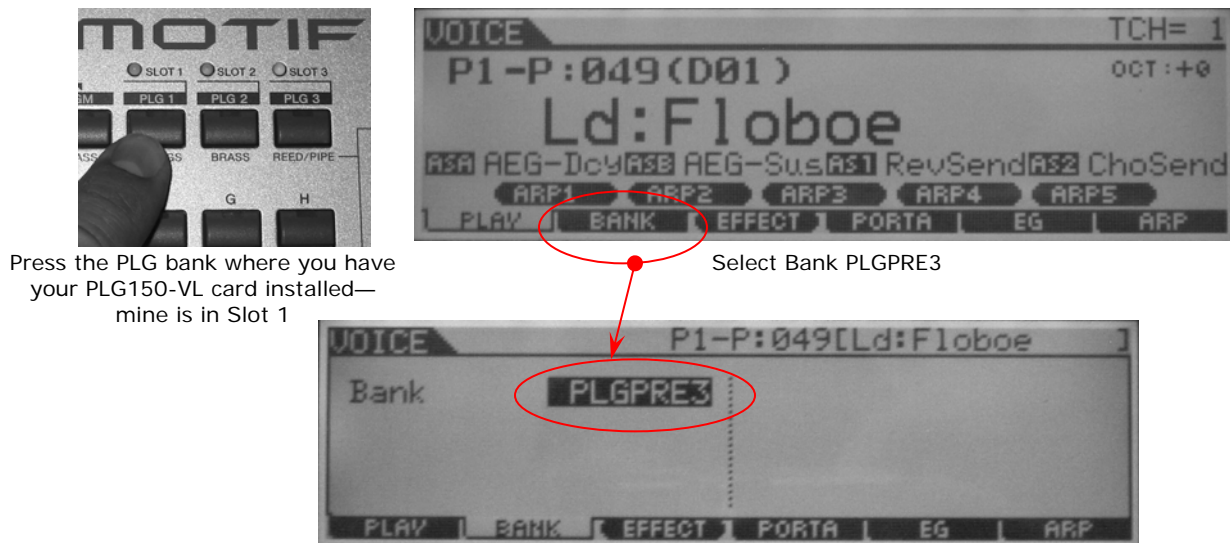 MOTIF
SLOT 1 SLOT 2 SLOT 3
PLG 1 PLG 2 PLG 3
BRASS REED/PIPE
G H
Press the PLG bank where you have
your PLG150-VL card installed—
mine is in Slot 1
VOICE TCH= 1
P1-P:049(D01) OCT:+0
Ld:Floboe
ASA AEG-Dcy ASB AEG-Sus AS1 RevSend AS2 ChoSend
ARP1 ARP2 ARP3 ARP4 ARP5
PLAY BANK EFFECT PORTA EG ARP
Select Bank PLGPRE3
VOICE P1-P:049[Ld:Floboe ]
Bank PLGPRE3
PLAY BANK EFFECT PORTA EG ARP